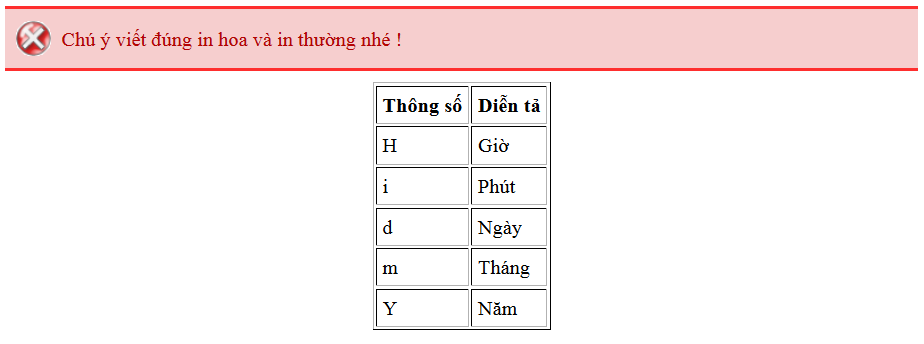 Chú ý viết đúng in hoa và in thường nhé !
Thông số Diễn tả
H Giờ
i Phút
d Ngày
m Tháng
Y Năm